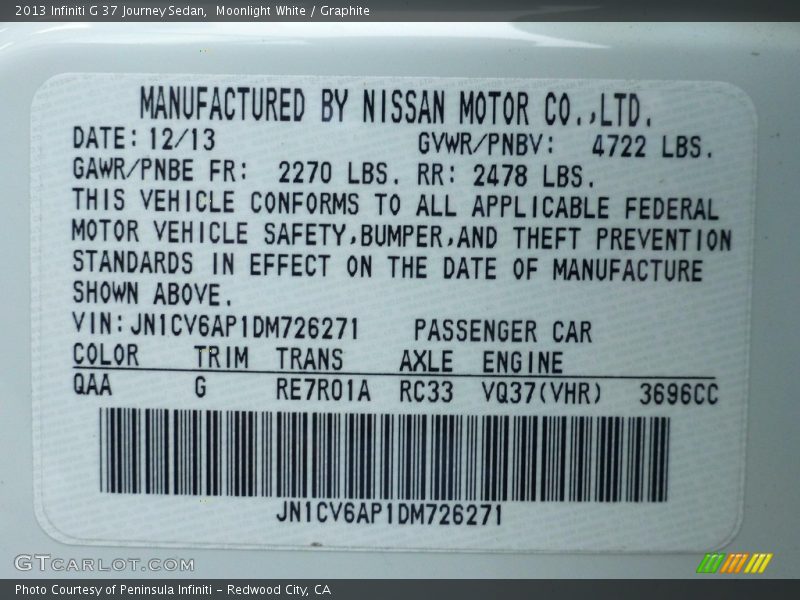 2013 Infiniti G 37 Journey Sedan,  Moonlight White / Graphite
MANUFACTURED BY NISSAN MOTOR CO.,LTD.
DATE: 12/13 GVWR/PNBV: 4722 LBS.
GAWR/PNBE FR: 2270 LBS. RR: 2478 LBS.
THIS VEHICLE CONFORMS TO ALL APPLICABLE FEDERAL
MOTOR VEHICLE SAFETY,BUMPER,AND THEFT PREVENTION
STANDARDS IN EFFECT ON THE DATE OF MANUFACTURE
SHOWN ABOVE.
VIN:JN1CV6AP1DM726271 PASSENGER CAR
COLOR TRIM TRANS AXLE ENGINE
QAA G RE7R01A RC33 VQ37(VHR) 3696CC
JN1CV6AP1DM726271
GTCARLOT.COM
Photo Courtesy of Peninsula Infiniti - Redwood City, CA